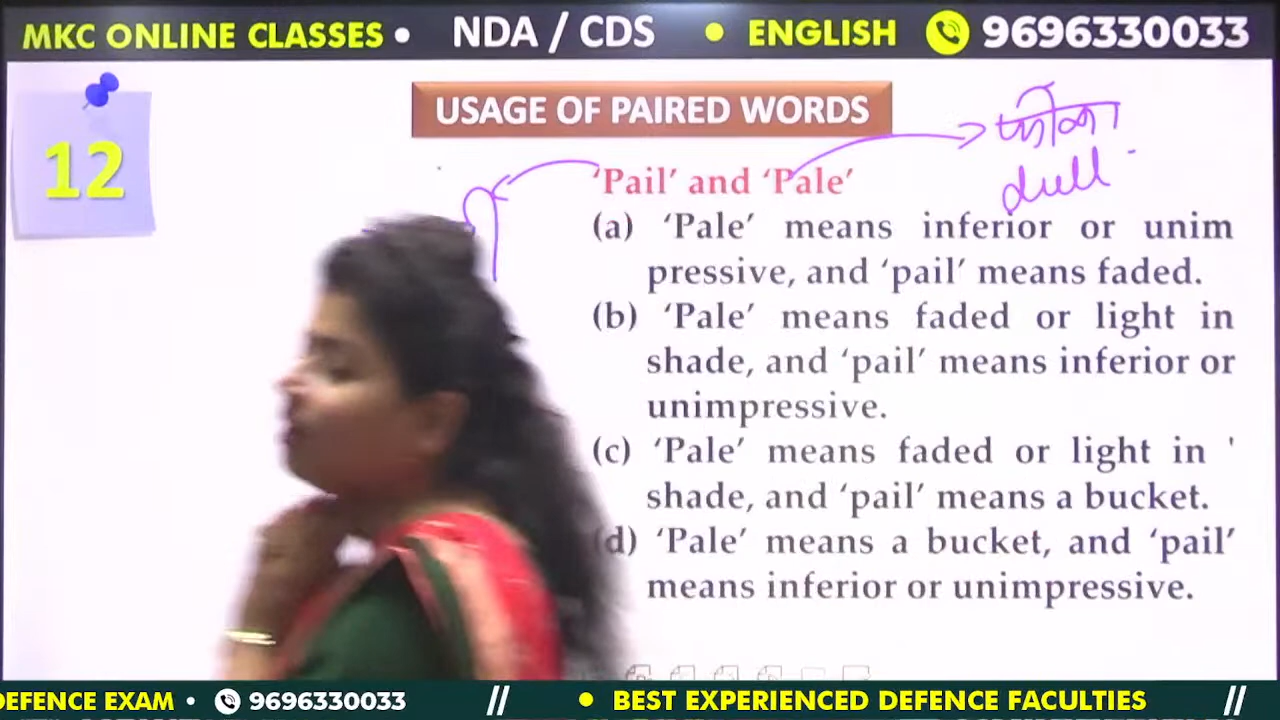 MKC ONLINE CLASSES • NDA / CDS • ENGLISH 9696330033
12
USAGE OF PAIRED WORDS
फीका
dull
'Pail' and 'Pale'
(a) 'Pale' means inferior or unim
pressive, and 'pail' means faded.
(b) 'Pale' means faded or light in
shade, and 'pail' means inferior or
unimpressive.
(c) 'Pale' means faded or light in '
shade, and 'pail' means a bucket.
(d) 'Pale' means a bucket, and 'pail'
means inferior or unimpressive.
DEFENCE EXAM • 9696330033 // • BEST EXPERIENCED DEFENCE FACULTIES //